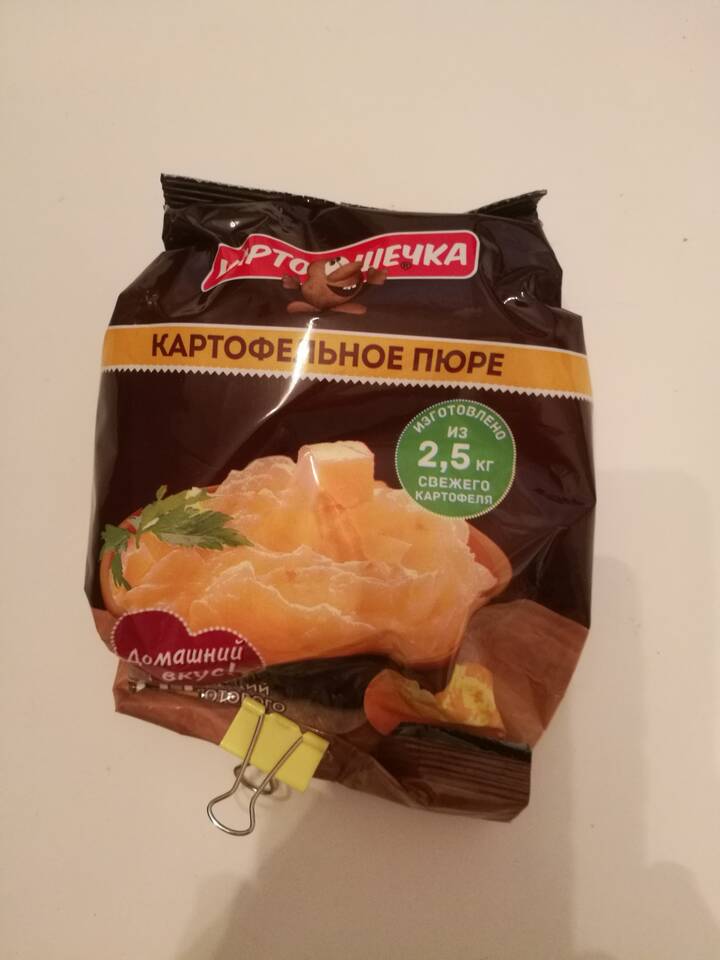 КАРТОФЕЛЬНОЕ ПЮРЕ
ИЗГОТОВЛЕНО
ИЗ
2,5 КГ
СВЕЖЕГО
КАРТОФЕЛЯ
Домашний
вкус!